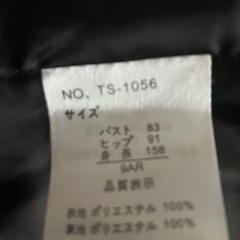 NO. TS-1056
サイズ
バスト 83
ヒップ 91
身長 158
9AR
品質表示
表地 ポリエステル 100%
裏地 ポリエステル 100%